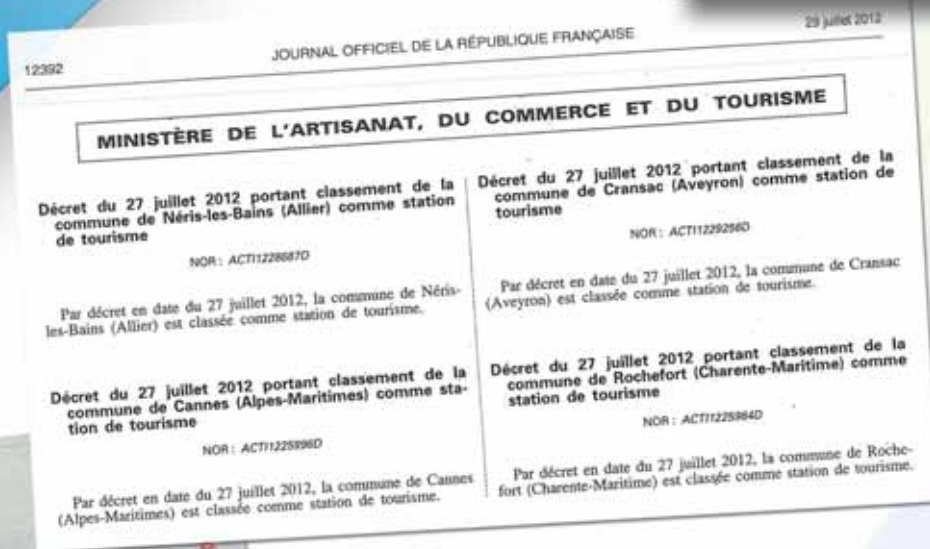 12392
JOURNAL OFFICIEL DE LA RÉPUBLIQUE FRANÇAISE
29 juillet 2012
MINISTÈRE DE L'ARTISANAT, DU COMMERCE ET DU TOURISME
Décret du 27 juillet 2012 portant classement de la
commune de Néris-les-Bains (Allier) comme station
de tourisme
NOR : ACTI1228687D
Par décret en date du 27 juillet 2012, la commune de Néris-
les-Bains (Allier) est classée comme station de tourisme.
Décret du 27 juillet 2012 portant classement de la
commune de Cannes (Alpes-Maritimes) comme sta-
tion de tourisme
NOR : ACTI1225996D
Par décret en date du 27 juillet 2012, la commune de Cannes
(Alpes-Maritimes) est classée comme station de tourisme.
Décret du 27 juillet 2012 portant classement de la
commune de Cransac (Aveyron) comme station de
tourisme
NOR : ACTI1229256D
Par décret en date du 27 juillet 2012, la commune de Cransac
(Aveyron) est classée comme station de tourisme.
Décret du 27 juillet 2012 portant classement de la
commune de Rochefort (Charente-Maritime) comme
station de tourisme
NOR : ACTI1225984D
Par décret en date du 27 juillet 2012, la commune de Roche-
fort (Charente-Maritime) est classée comme station de tourisme.